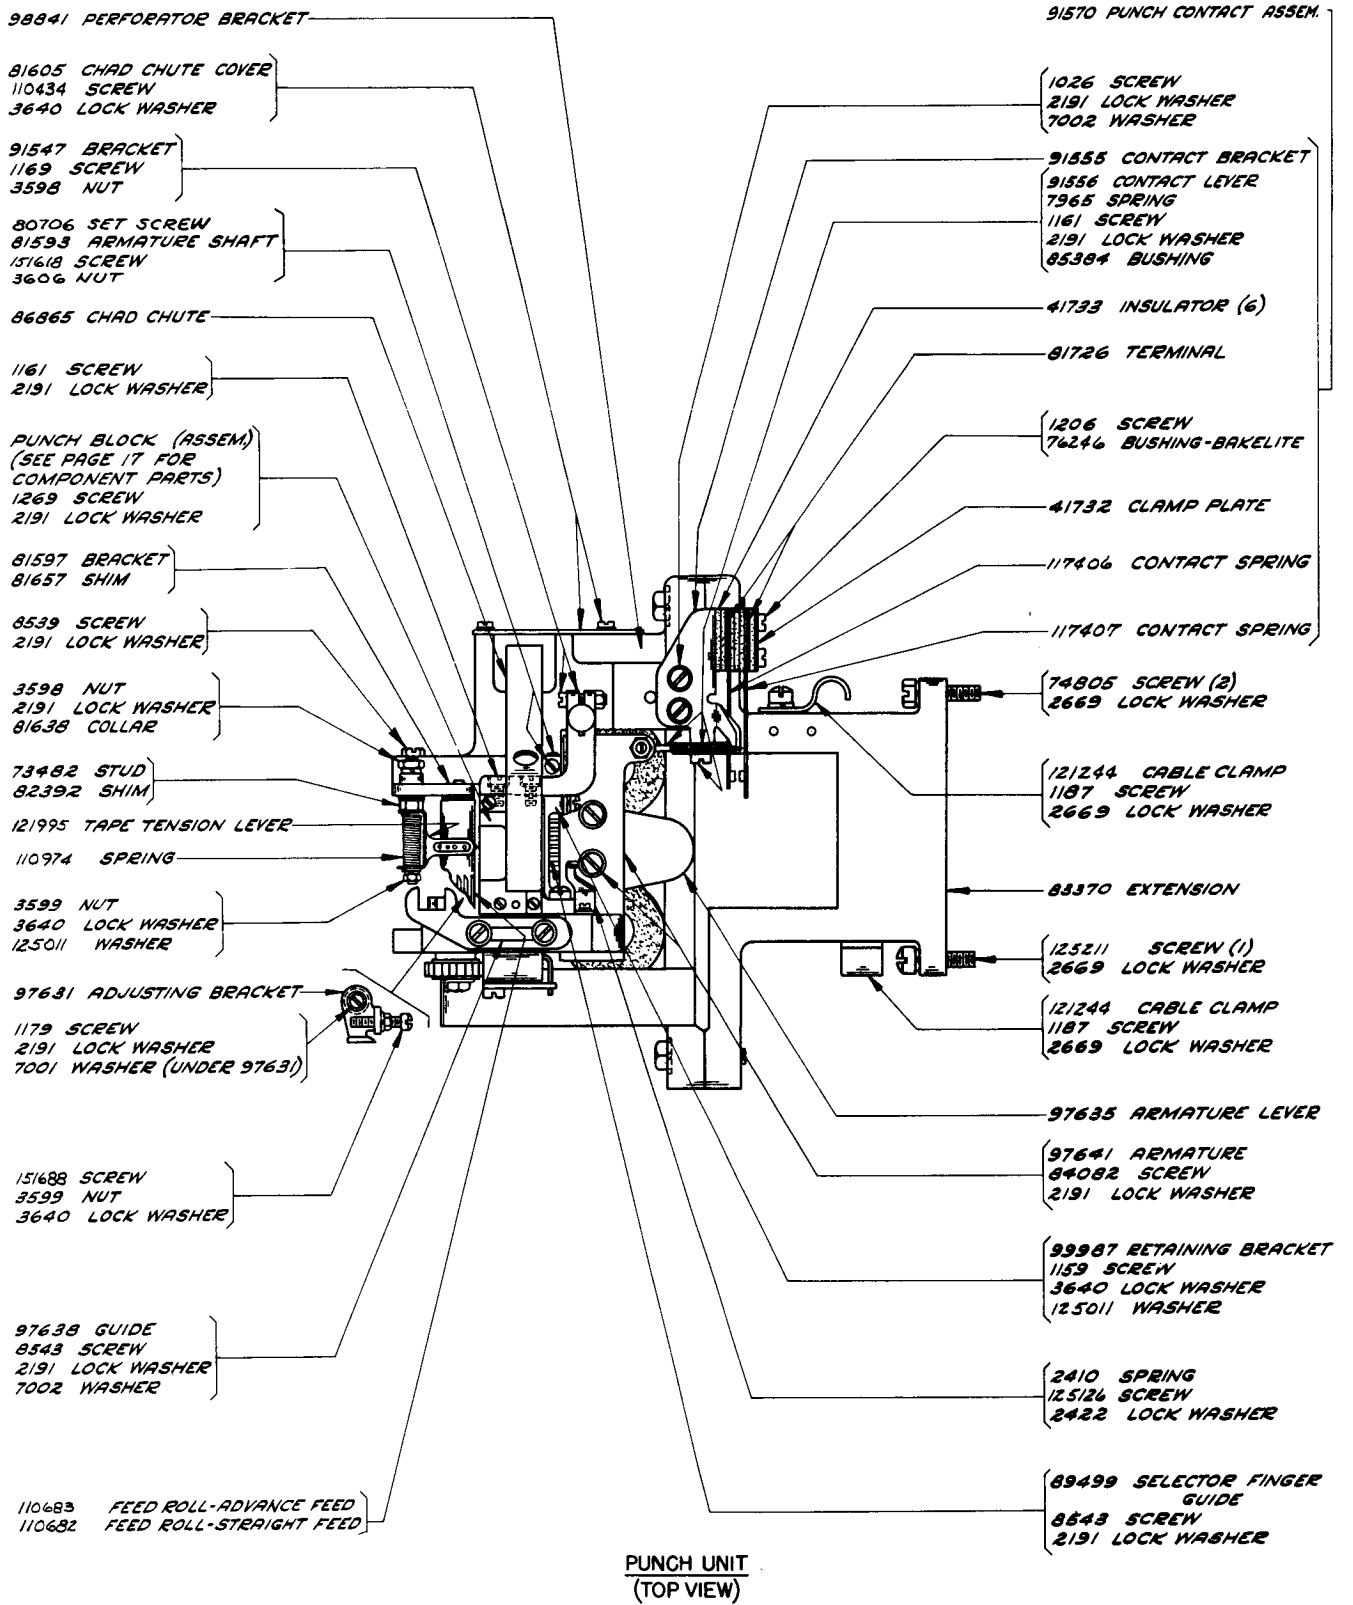 98841 PERFORATOR BRACKET
81605 CHAD CHUTE COVER
110434 SCREW
3640 LOCK WASHER
91547 BRACKET
1169 SCREW
3598 NUT
80706 SET SCREW
81593 ARMATURE SHAFT
151618 SCREW
3606 NUT
86865 CHAD CHUTE
1161 SCREW
2191 LOCK WASHER
PUNCH BLOCK (ASSEM.)
(SEE PAGE 17 FOR
COMPONENT PARTS)
1269 SCREW
2191 LOCK WASHER
81597 BRACKET
81657 SHIM
8539 SCREW
2191 LOCK WASHER
3598 NUT
2191 LOCK WASHER
81638 COLLAR
73482 STUD
82392 SHIM
121995 TAPE TENSION LEVER
110974 SPRING
3599 NUT
3640 LOCK WASHER
125011 WASHER
97631 ADJUSTING BRACKET
1179 SCREW
2191 LOCK WASHER
7001 WASHER (UNDER 97631)
151688 SCREW
3599 NUT
3640 LOCK WASHER
97638 GUIDE
8543 SCREW
2191 LOCK WASHER
7002 WASHER
110683 FEED ROLL-ADVANCE FEED
110682 FEED ROLL-STRAIGHT FEED
91570 PUNCH CONTACT ASSEM.
1026 SCREW
2191 LOCK WASHER
7002 WASHER
91555 CONTACT BRACKET
91556 CONTACT LEVER
7965 SPRING
1161 SCREW
2191 LOCK WASHER
85384 BUSHING
41733 INSULATOR (6)
81726 TERMINAL
1206 SCREW
76246 BUSHING-BAKELITE
41732 CLAMP PLATE
117406 CONTACT SPRING
117407 CONTACT SPRING
74805 SCREW (2)
2669 LOCK WASHER
121244 CABLE CLAMP
1187 SCREW
2669 LOCK WASHER
83370 EXTENSION
125211 SCREW (1)
2669 LOCK WASHER
121244 CABLE CLAMP
1187 SCREW
2669 LOCK WASHER
97635 ARMATURE LEVER
97641 ARMATURE
84082 SCREW
2191 LOCK WASHER
99987 RETAINING BRACKET
1159 SCREW
3640 LOCK WASHER
125011 WASHER
2410 SPRING
125126 SCREW
2422 LOCK WASHER
89499 SELECTOR FINGER
GUIDE
8543 SCREW
2191 LOCK WASHER
PUNCH UNIT
(TOP VIEW)